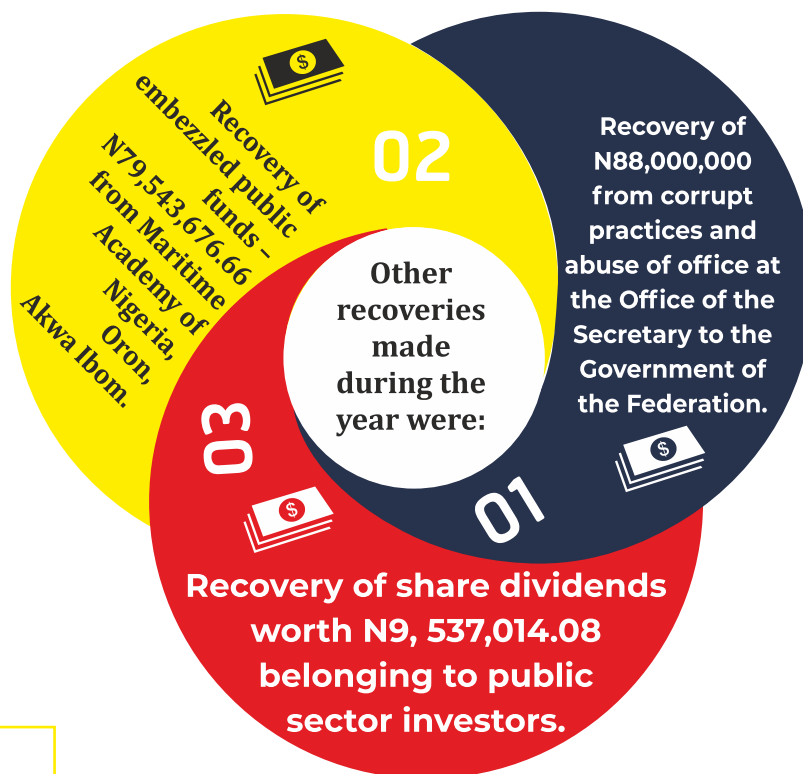 Other
recoveries
made
during the
year were:
01
Recovery of
N88,000,000
from corrupt
practices and
abuse of office at
the Office of the
Secretary to the
Government of
the Federation.
$
02
$
Recovery of
embezzled public
funds –
N79,543,676.66
from Maritime
Academy of
Nigeria,
Oron,
Akwa Ibom.
03
$
Recovery of share dividends
worth N9, 537,014.08
belonging to public
sector investors.